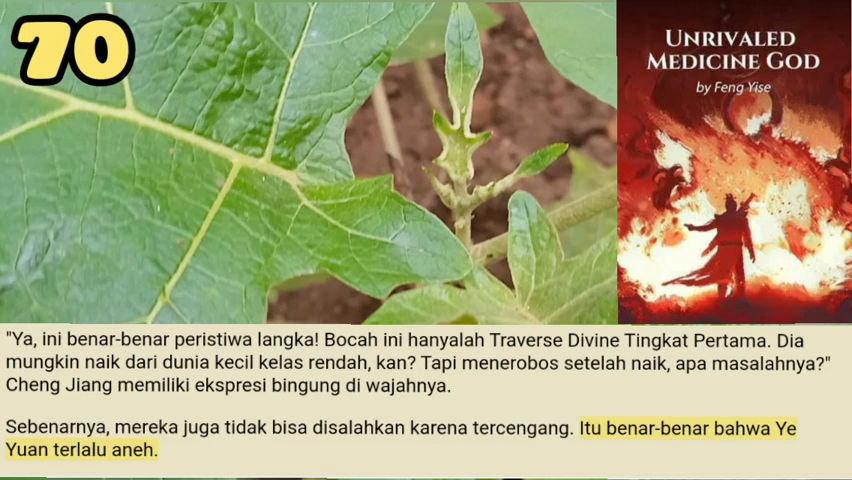 70
UNRIVALED
MEDICINE GOD
by Feng Yise
"Ya, ini benar-benar peristiwa langka! Bocah ini hanyalah Traverse Divine Tingkat Pertama. Dia
mungkin naik dari dunia kecil kelas rendah, kan? Tapi menerobos setelah naik, apa masalahnya?"
Cheng Jiang memiliki ekspresi bingung di wajahnya.
Sebenarnya, mereka juga tidak bisa disalahkan karena tercengang. Itu benar-benar bahwa Ye
Yuan terlalu aneh.